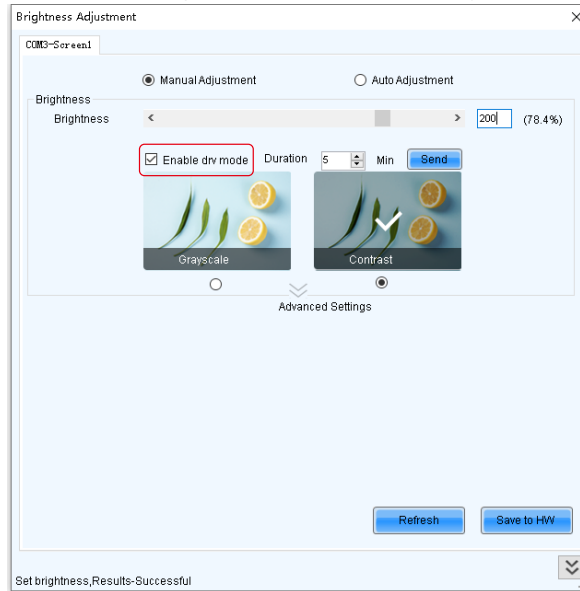 Brightness Adjustment
COM3-Screen1
Manual Adjustment Auto Adjustment
Brightness
Brightness 200 (78.4%)
Enable dry mode Duration 5 Min Send
Grayscale Contrast
Advanced Settings
Refresh Save to HW
Set brightness,Results-Successful